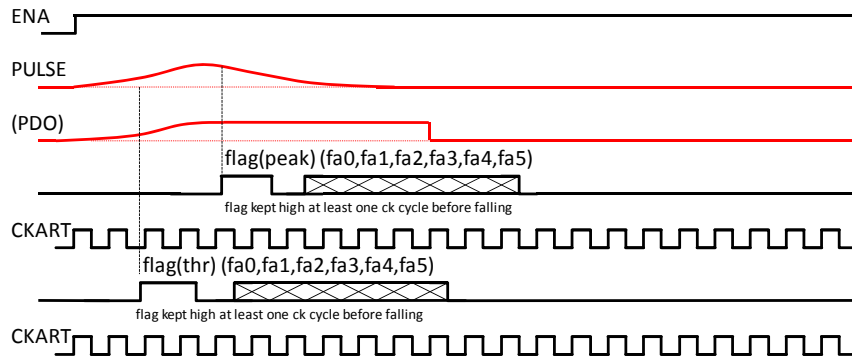 ENA
PULSE
(PDO)
flag(peak) (fa0,fa1,fa2,fa3,fa4,fa5)
flag kept high at least one ck cycle before falling
CKART
flag(thr) (fa0,fa1,fa2,fa3,fa4,fa5)
flag kept high at least one ck cycle before falling
CKART